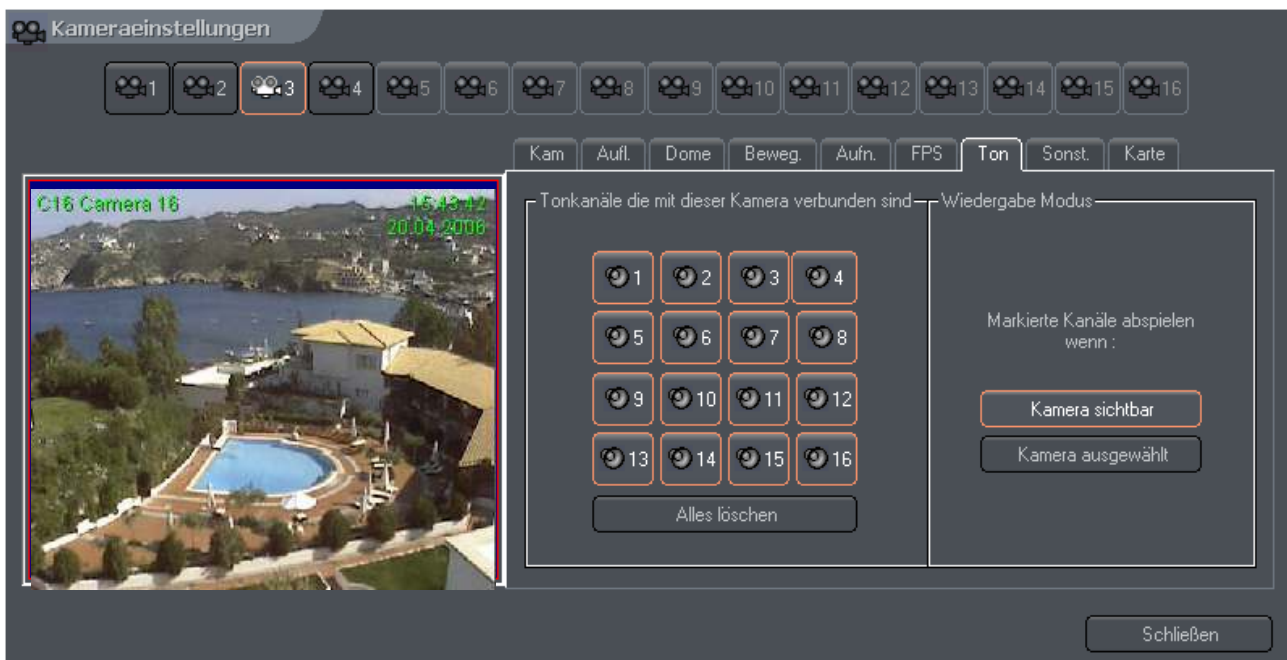 Kameraeinstellungen
1 2 3 4 5 6 7 8 9 10 11 12 13 14 15 16
Kam Aufl. Dome Beweg. Aufn. FPS Ton Sonst. Karte
C16 Camera 16
15:43:42
20.04.2006
Tonkanäle die mit dieser Kamera verbunden sind
1 2 3 4
5 6 7 8
9 10 11 12
13 14 15 16
Alles löschen
Wiedergabe Modus
Markierte Kanäle abspielen
wenn :
Kamera sichtbar
Kamera ausgewählt
Schließen